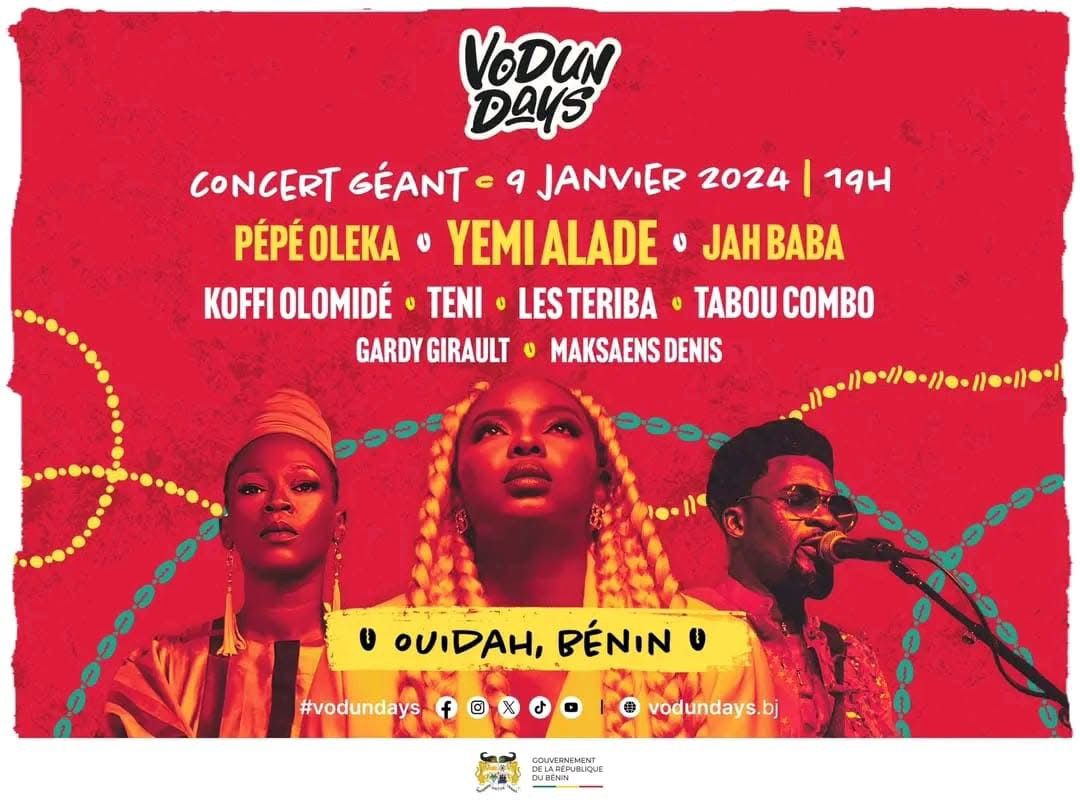 VODUN
DAYS
CONCERT GÉANT 9 JANVIER 2024 | 19H
PÉPÉ OLEKA YEMI ALADE JAH BABA
KOFFI OLOMIDÉ • TENI • LES TERIBA • TABOU COMBO
GARDY GIRAULT MAKSAENS DENIS
OUIDAH, BÉNIN
#vodundays | vodundays.bj
GOUVERNEMENT
DE LA RÉPUBLIQUE
DU BÉNIN